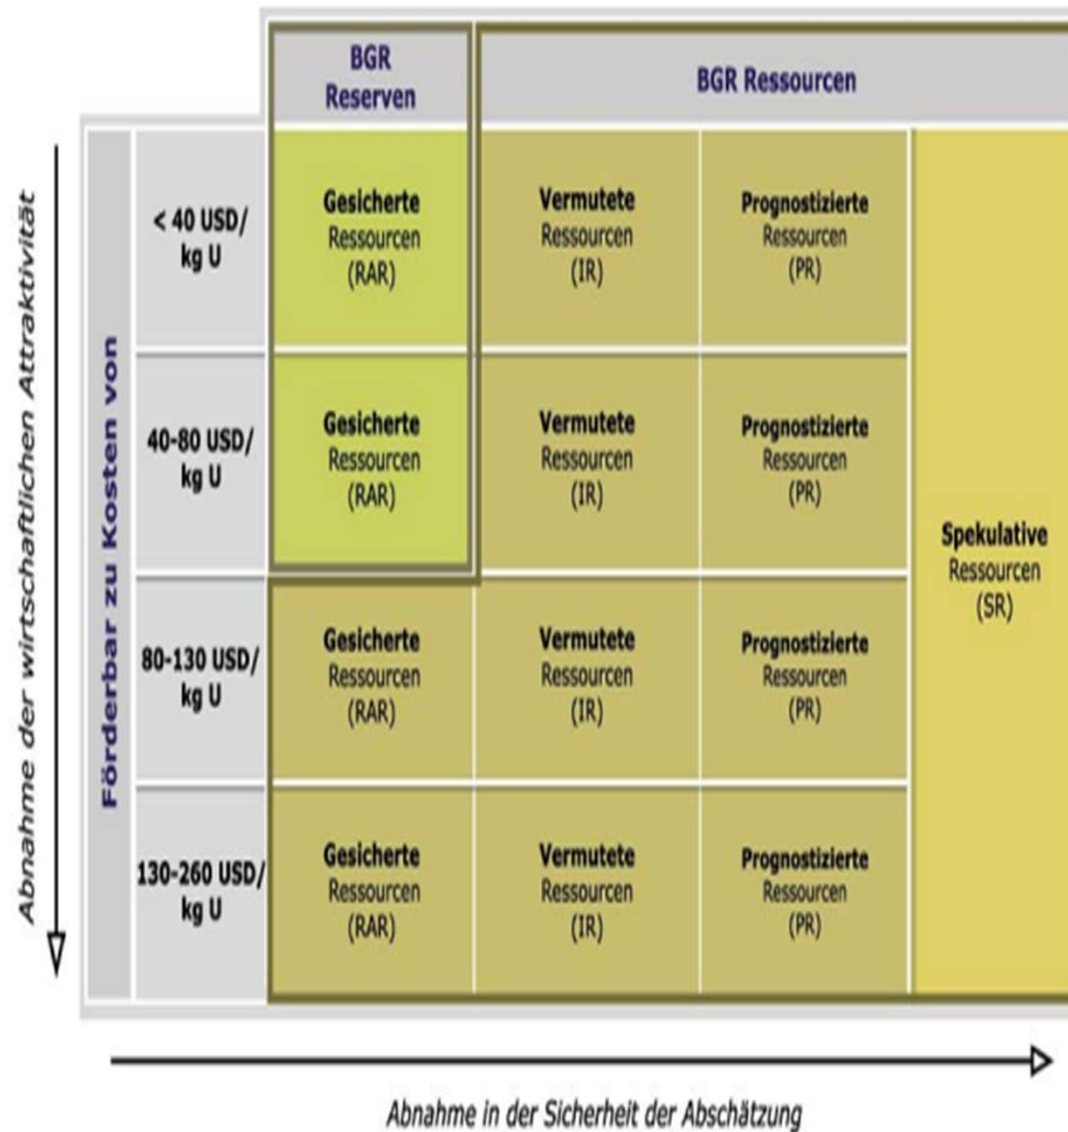 BGR
Reserven
BGR Ressourcen
Abnahme der wirtschaftlichen Attraktivität
Förderbar zu Kosten von
< 40 USD/
kg U
Gesicherte
Ressourcen
(RAR)
Vermutete
Ressourcen
(IR)
Prognostizierte
Ressourcen
(PR)
40-80 USD/
kg U
Gesicherte
Ressourcen
(RAR)
Vermutete
Ressourcen
(IR)
Prognostizierte
Ressourcen
(PR)
Spekulative
Ressourcen
(SR)
80-130 USD/
kg U
Gesicherte
Ressourcen
(RAR)
Vermutete
Ressourcen
(IR)
Prognostizierte
Ressourcen
(PR)
130-260 USD/
kg U
Gesicherte
Ressourcen
(RAR)
Vermutete
Ressourcen
(IR)
Prognostizierte
Ressourcen
(PR)
Abnahme in der Sicherheit der Abschätzung